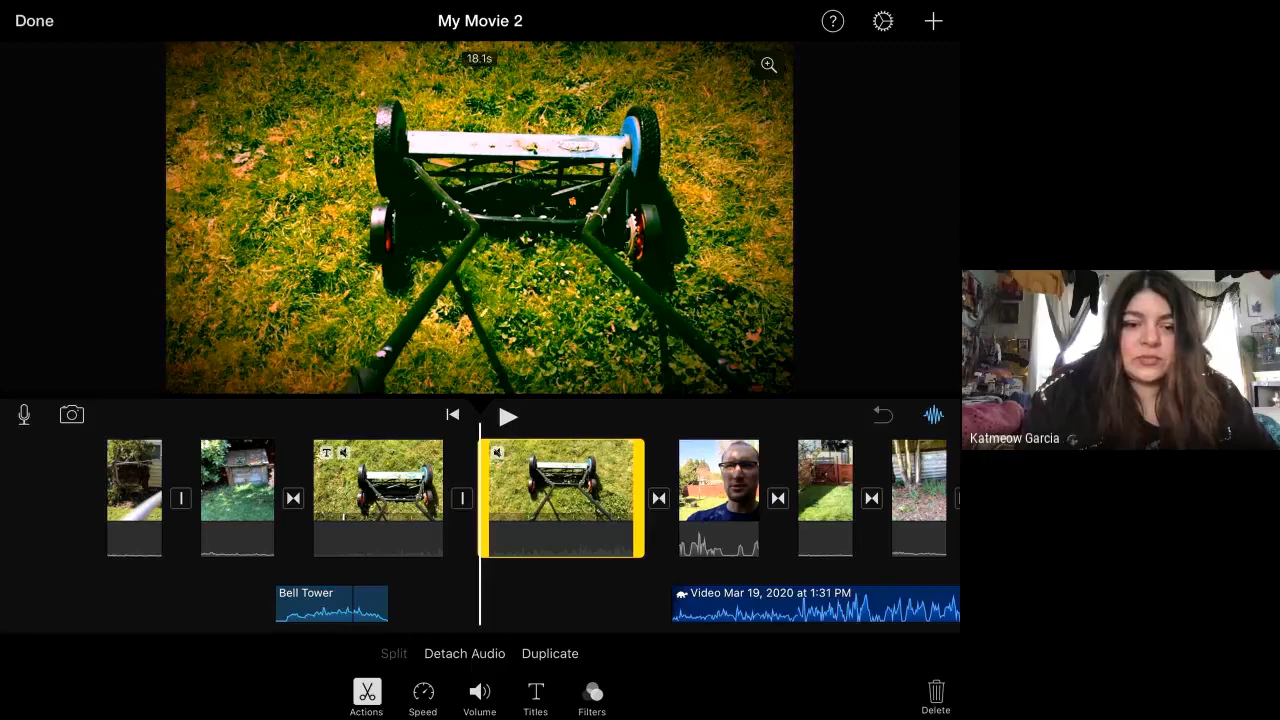 Done
My Movie 2
?
18.1s
T
Bell Tower
Video Mar 19, 2020 at 1:31 PM
Split
Detach Audio
Duplicate
Actions
Speed
Volume
T
Titles
Filters
Delete
Katmeow Garcia